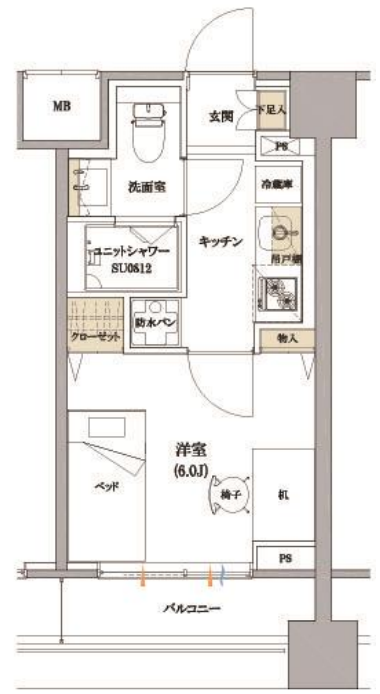 MB
玄関
下足入
PS
洗面室
冷蔵庫
キッチン
吊戸棚
ユニットシャワー
SU0812
クローゼット
防水パン
物入
洋室
(6.0J)
ベッド
椅子
机
PS
バルコニー